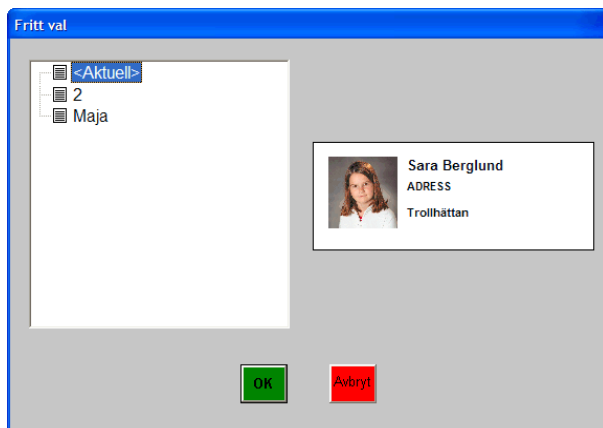 Fritt val
<Aktuell>
2
Maja
Sara Berglund
ADRESS
Trollhättan
OK
Avbryt